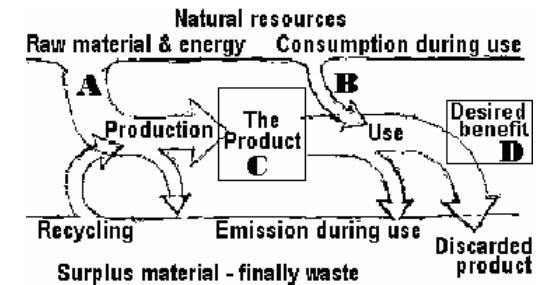 Natural resources
Raw material & energy
Consumption during use
A
B
Production
The
Product
C
Use
Desired
benefit
D
Recycling
Emission during use
Discarded
product
Surplus material - finally waste